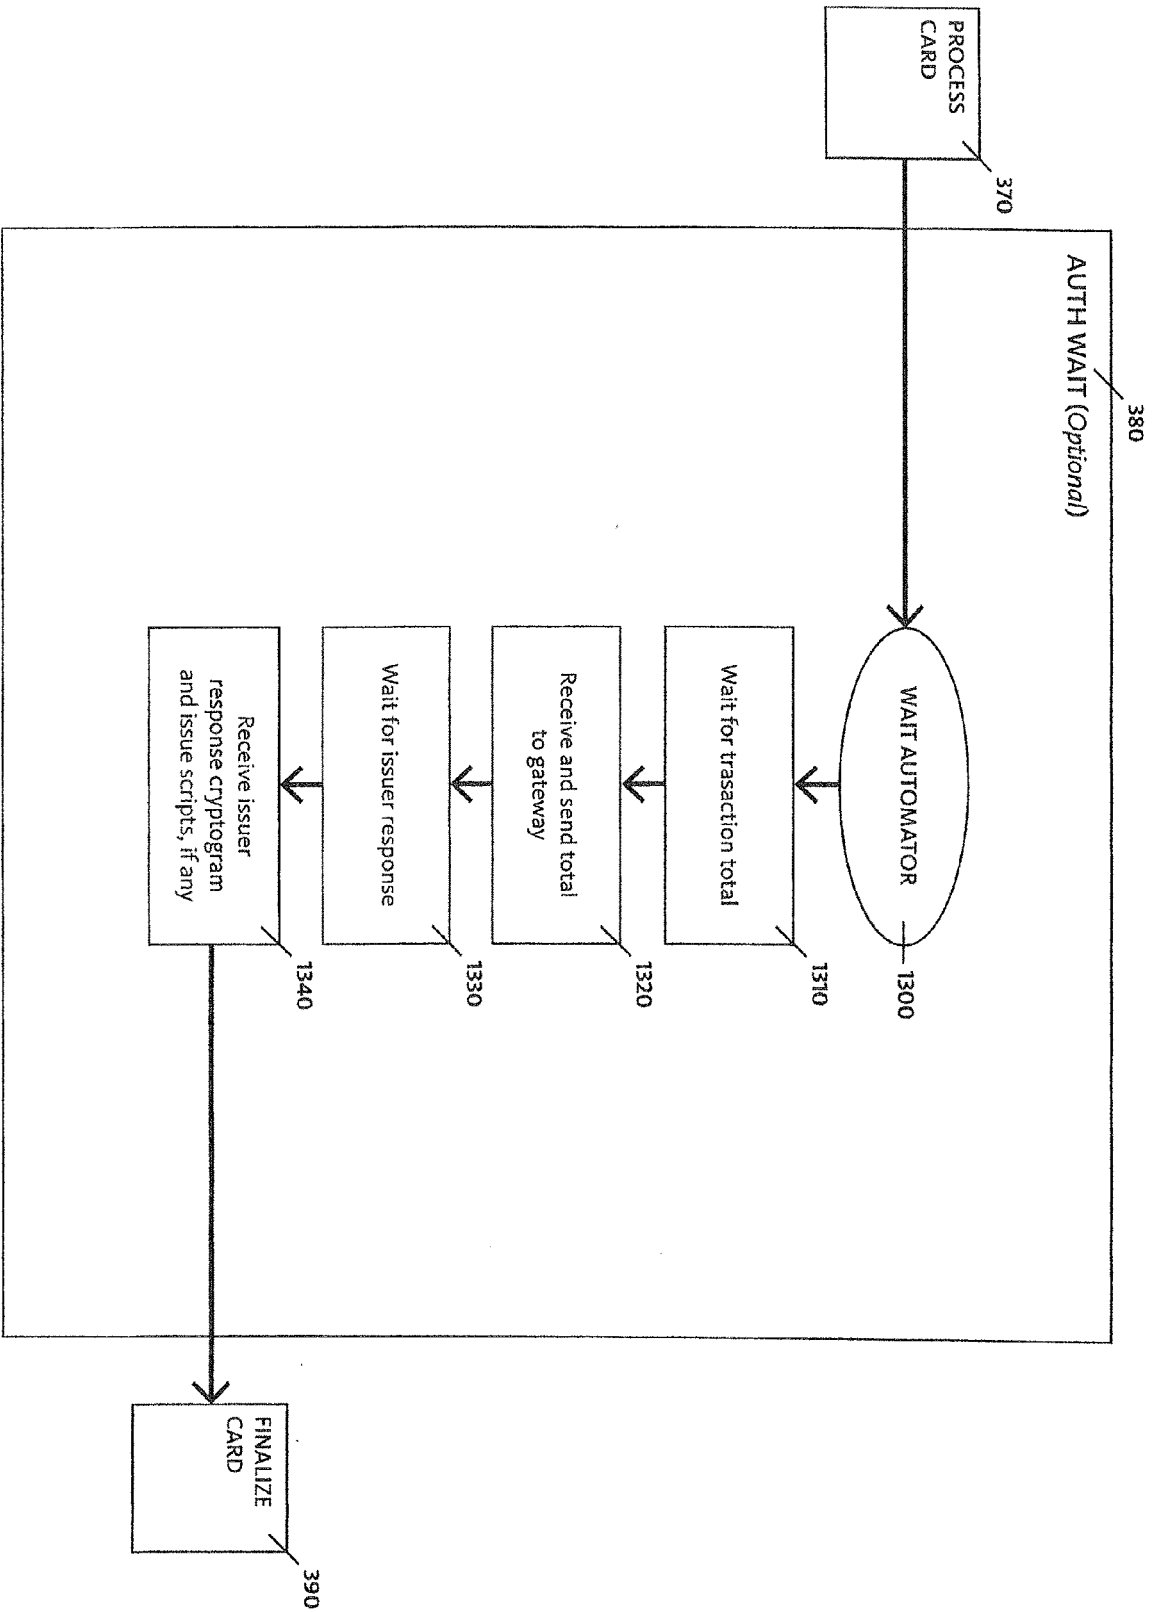 PROCESS
CARD
370
380
AUTH WAIT (Optional)
WAIT AUTOMATOR
1300
Wait for trasaction total
1310
Receive and send total
to gateway
1320
Wait for issuer response
1330
Receive issuer
response cryptogram
and issue scripts, if any
1340
FINALIZE
CARD
390